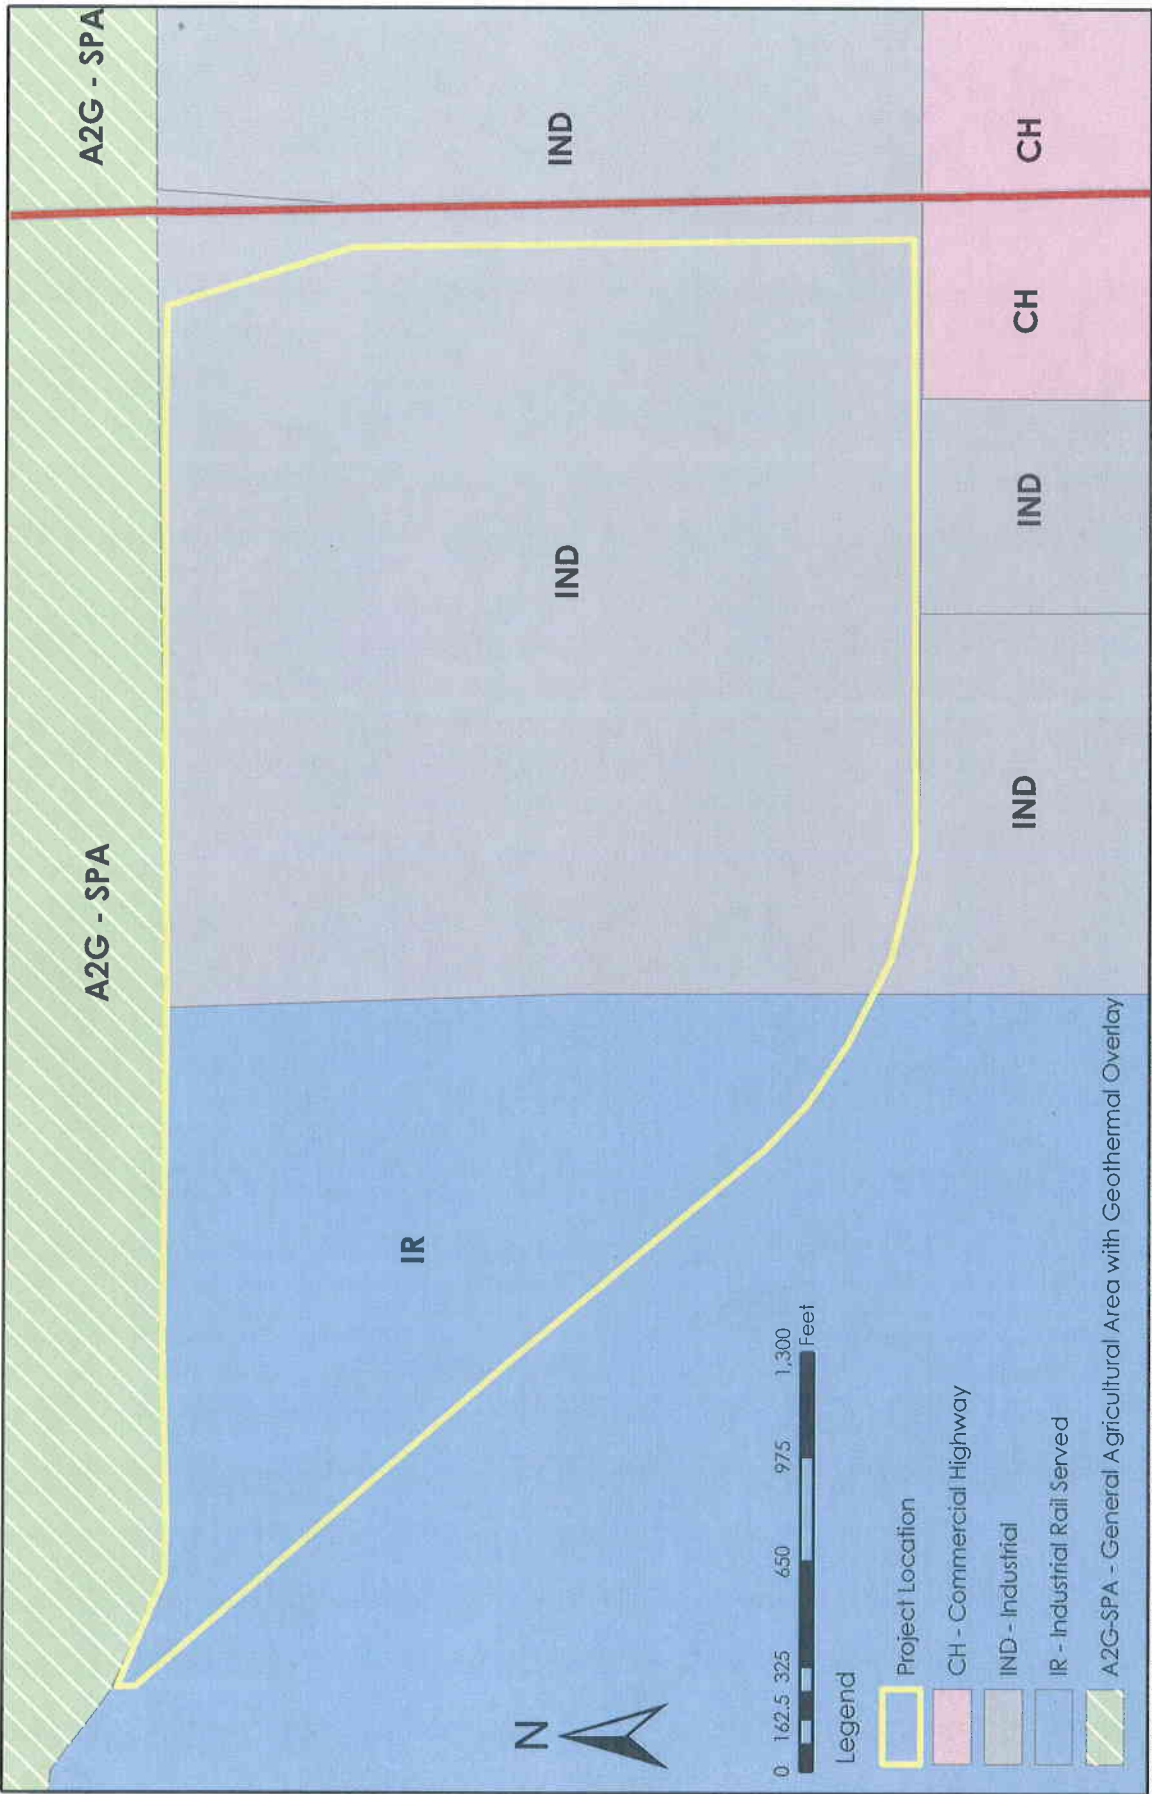 A2G - SPA
A2G - SPA
IR
IND
IND
IND
IND
CH
CH
N
0 162.5 325 650 975 1,300
Feet
Legend
Project Location
CH - Commercial Highway
IND - Industrial
IR - Industrial Rail Served
A2G-SPA - General Agricultural Area with Geothermal Overlay